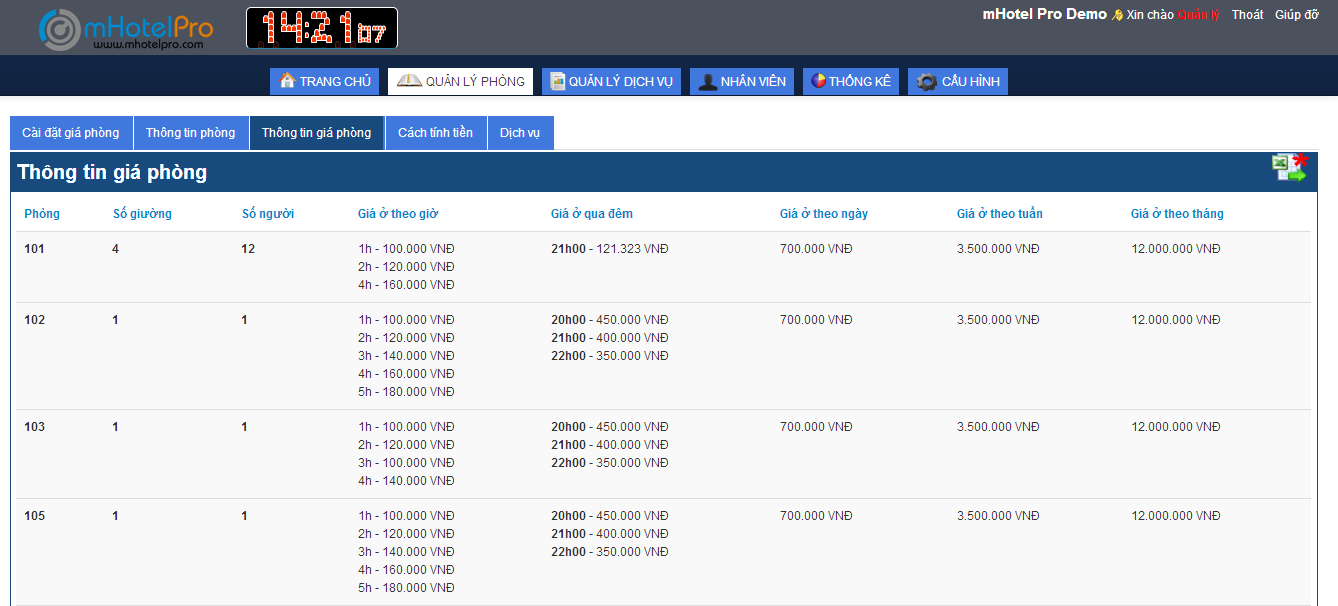 mHotelPro
www.mhotelpro.com
14:21 07
mHotel Pro Demo Xin chào Quản lý Thoát Giúp đỡ
TRANG CHỦ QUẢN LÝ PHÒNG QUẢN LÝ DỊCH VỤ NHÂN VIÊN THỐNG KÊ CẤU HÌNH
Cài đặt giá phòng Thông tin phòng Thông tin giá phòng Cách tính tiền Dịch vụ
Thông tin giá phòng
Phòng Số giường Số người Giá ở theo giờ Giá ở qua đêm Giá ở theo ngày Giá ở theo tuần Giá ở theo tháng
101 4 12 1h - 100.000 VNĐ 21h00 - 121.323 VNĐ 700.000 VNĐ 3.500.000 VNĐ 12.000.000 VNĐ
2h - 120.000 VNĐ
4h - 160.000 VNĐ
102 1 1 1h - 100.000 VNĐ 20h00 - 450.000 VNĐ 700.000 VNĐ 3.500.000 VNĐ 12.000.000 VNĐ
2h - 120.000 VNĐ 21h00 - 400.000 VNĐ
3h - 140.000 VNĐ 22h00 - 350.000 VNĐ
4h - 160.000 VNĐ
5h - 180.000 VNĐ
103 1 1 1h - 100.000 VNĐ 20h00 - 450.000 VNĐ 700.000 VNĐ 3.500.000 VNĐ 12.000.000 VNĐ
2h - 120.000 VNĐ 21h00 - 400.000 VNĐ
3h - 100.000 VNĐ 22h00 - 350.000 VNĐ
4h - 140.000 VNĐ
105 1 1 1h - 100.000 VNĐ 20h00 - 450.000 VNĐ 700.000 VNĐ 3.500.000 VNĐ 12.000.000 VNĐ
2h - 120.000 VNĐ 21h00 - 400.000 VNĐ
3h - 140.000 VNĐ 22h00 - 350.000 VNĐ
4h - 160.000 VNĐ
5h - 180.000 VNĐ